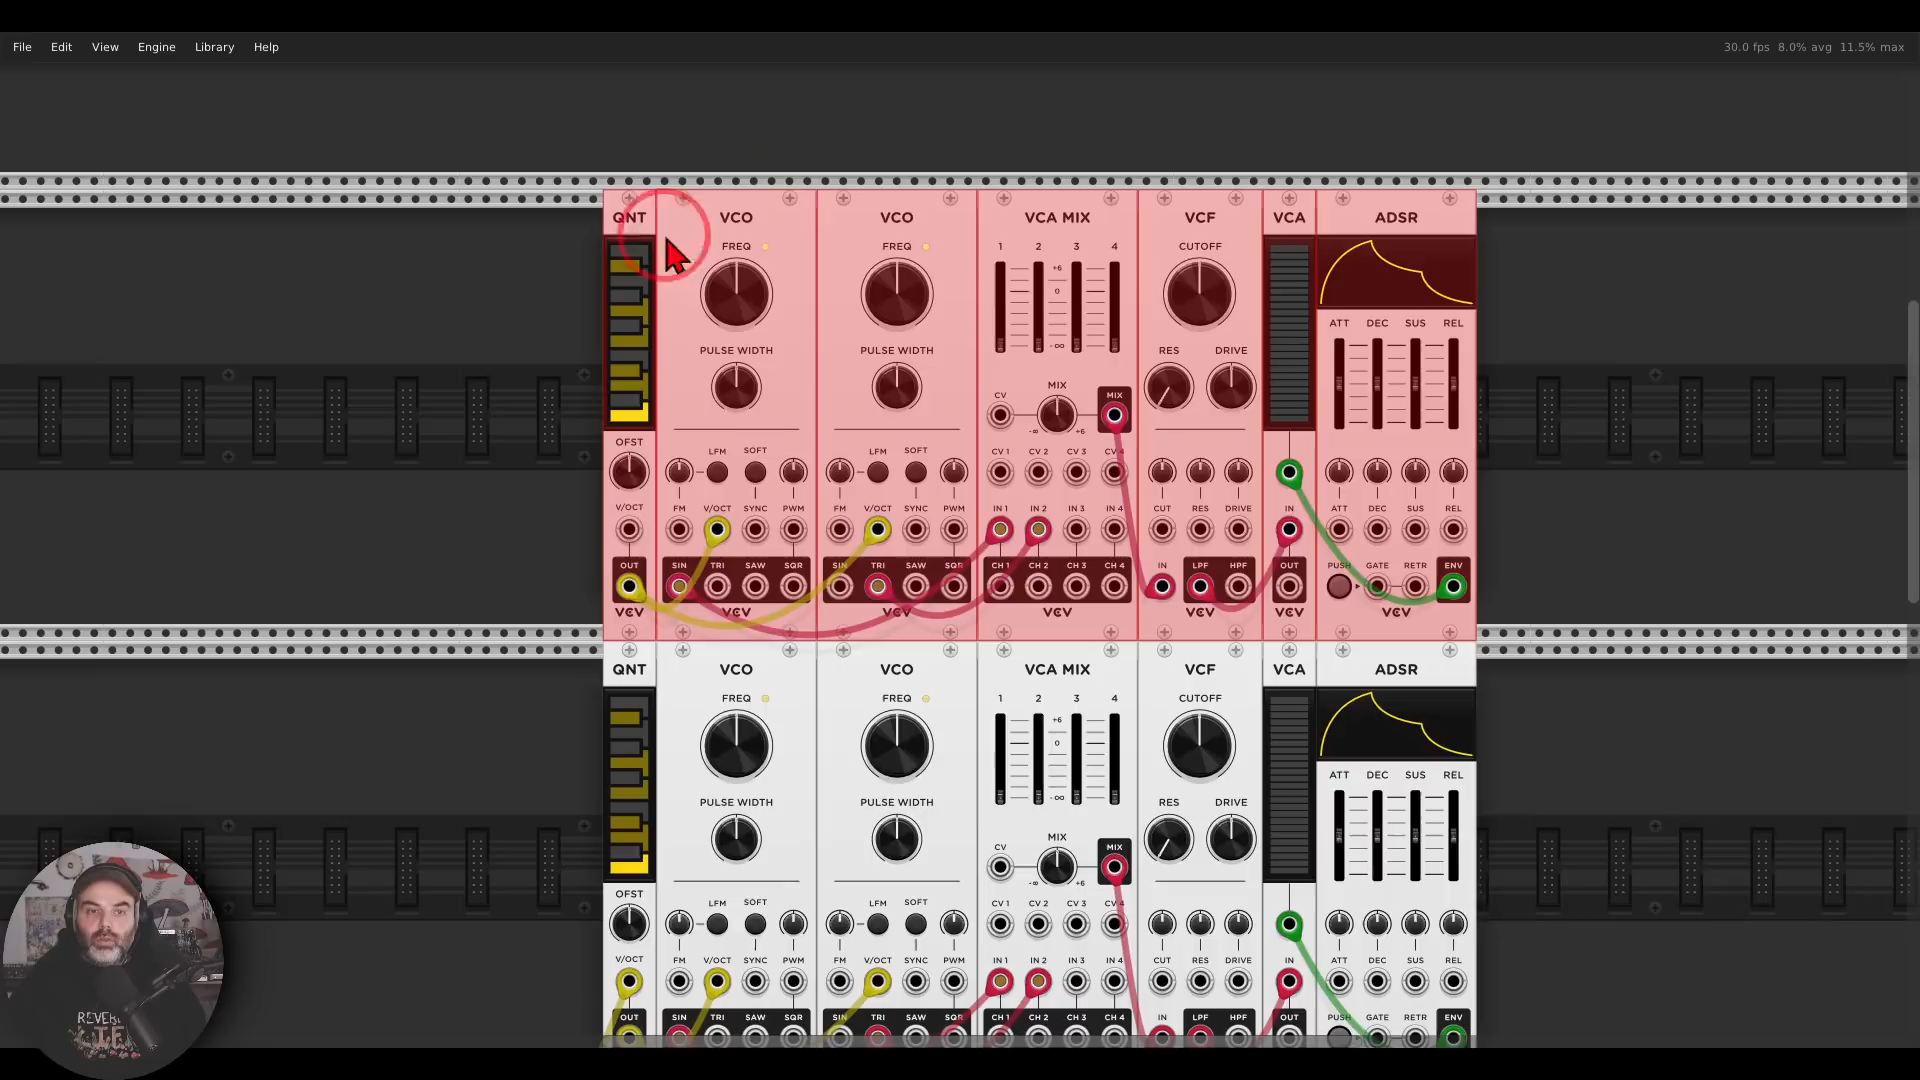 File Edit View Engine Library Help
30.0 fps 8.0% avg 11.5% max
QNT VCO VCO VCA MIX VCF VCA ADSR
FREQ FREQ 1 2 3 4 CUTOFF
+6
0
ATT DEC SUS REL
-∞
PULSE WIDTH PULSE WIDTH RES DRIVE
MIX
CV MIX
-∞ +6
OFST
LFM SOFT LFM SOFT CV 1 CV 2 CV 3 CV 4
V/OCT FM V/OCT SYNC PWM FM V/OCT SYNC PWM IN 1 IN 2 IN 3 IN 4 CUT RES DRIVE IN ATT DEC SUS REL
OUT SIN TRI SAW SQR SIN TRI SAW SQR CH 1 CH 2 CH 3 CH 4 IN LPF HPF OUT PUSH GATE RETR ENV
VCV VCV VCV VCV VCV VCV VCV
QNT VCO VCO VCA MIX VCF VCA ADSR
FREQ FREQ 1 2 3 4 CUTOFF
+6
0
ATT DEC SUS REL
-∞
PULSE WIDTH PULSE WIDTH RES DRIVE
MIX
CV MIX
-∞ +6
OFST
LFM SOFT LFM SOFT CV 1 CV 2 CV 3 CV 4
V/OCT FM V/OCT SYNC PWM FM V/OCT SYNC PWM IN 1 IN 2 IN 3 IN 4 CUT RES DRIVE IN ATT DEC SUS REL
OUT SIN TRI SAW SQR SIN TRI SAW SQR CH 1 CH 2 CH 3 CH 4 IN LPF HPF OUT PUSH GATE RETR ENV